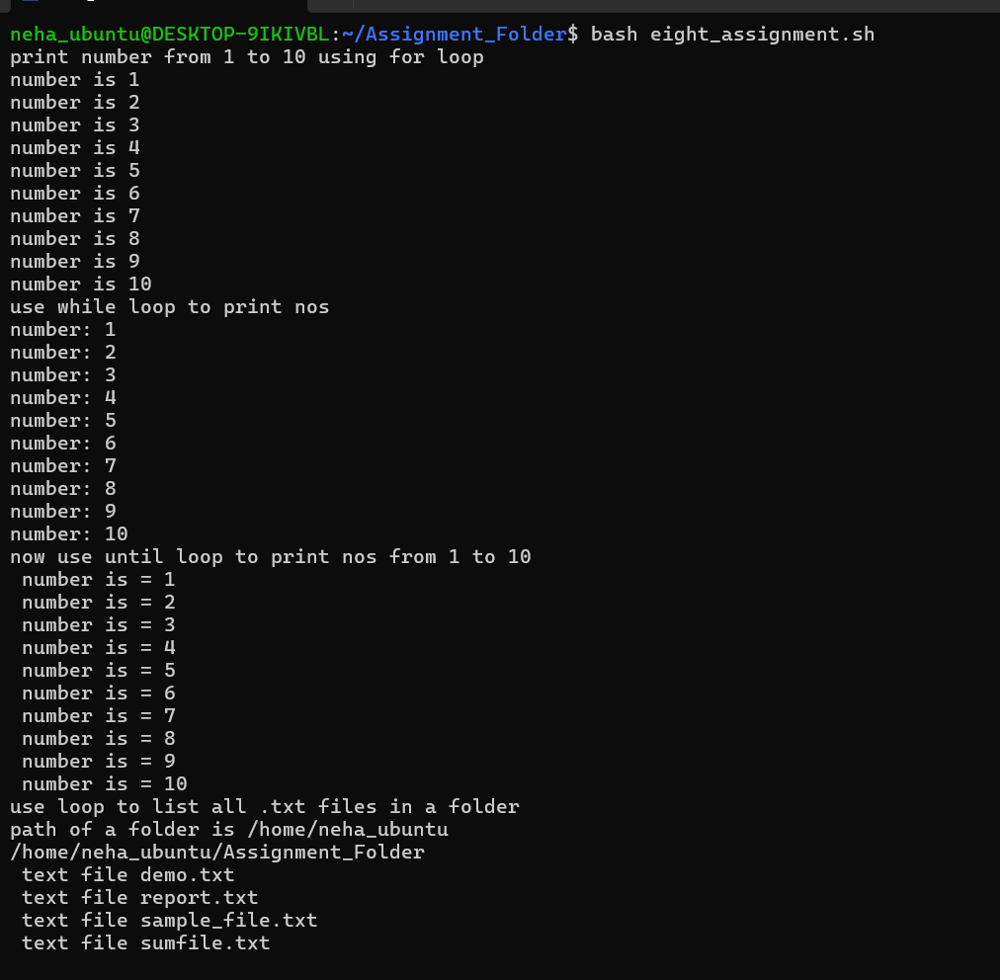 neha_ubuntu@DESKTOP-9IKIVBL:~/Assignment_Folder$ bash eight_assignment.sh
print number from 1 to 10 using for loop
number is 1
number is 2
number is 3
number is 4
number is 5
number is 6
number is 7
number is 8
number is 9
number is 10
use while loop to print nos
number: 1
number: 2
number: 3
number: 4
number: 5
number: 6
number: 7
number: 8
number: 9
number: 10
now use until loop to print nos from 1 to 10
 number is = 1
 number is = 2
 number is = 3
 number is = 4
 number is = 5
 number is = 6
 number is = 7
 number is = 8
 number is = 9
 number is = 10
use loop to list all .txt files in a folder
path of a folder is /home/neha_ubuntu
/home/neha_ubuntu/Assignment_Folder
 text file demo.txt
 text file report.txt
 text file sample_file.txt
 text file sumfile.txt